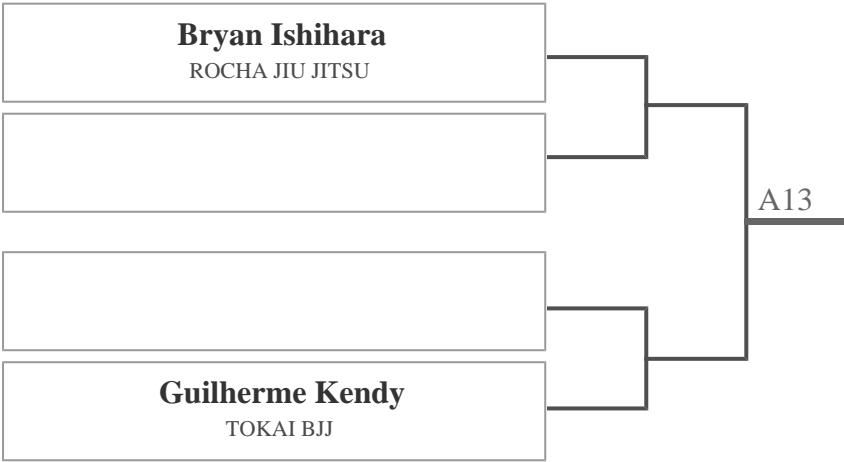 Bryan Ishihara
ROCHA JIU JITSU
A13
Guilherme Kendy
TOKAI BJJ